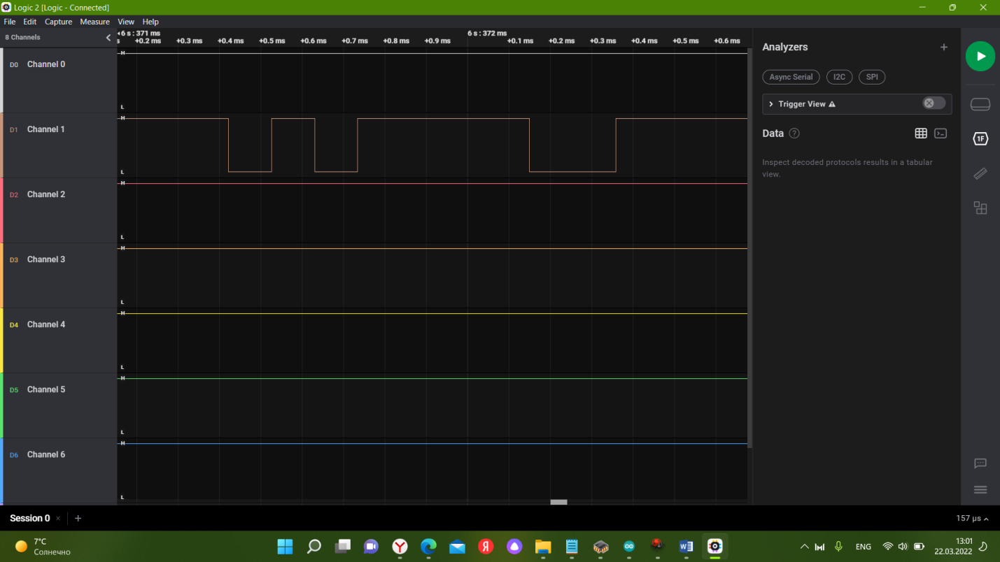 Logic 2 [Logic - Connected]
File Edit Capture Measure View Help
8 Channels
6 s : 371 ms 6 s : 372 ms
s +0.2 ms +0.3 ms +0.4 ms +0.5 ms +0.6 ms +0.7 ms +0.8 ms +0.9 ms +0.1 ms +0.2 ms +0.3 ms +0.4 ms +0.5 ms +0.6 ms
H
D0 Channel 0
L
H
D1 Channel 1
L
H
D2 Channel 2
L
H
D3 Channel 3
L
H
D4 Channel 4
L
H
D5 Channel 5
L
H
D6 Channel 6
L
Analyzers +
Async Serial I2C SPI
Trigger View
Data ?
Inspect decoded protocols results in a tabular
view.
1F
Session 0 × +
157 µs
7°C
Солнечно
Я
W
ENG
13:01
22.03.2022